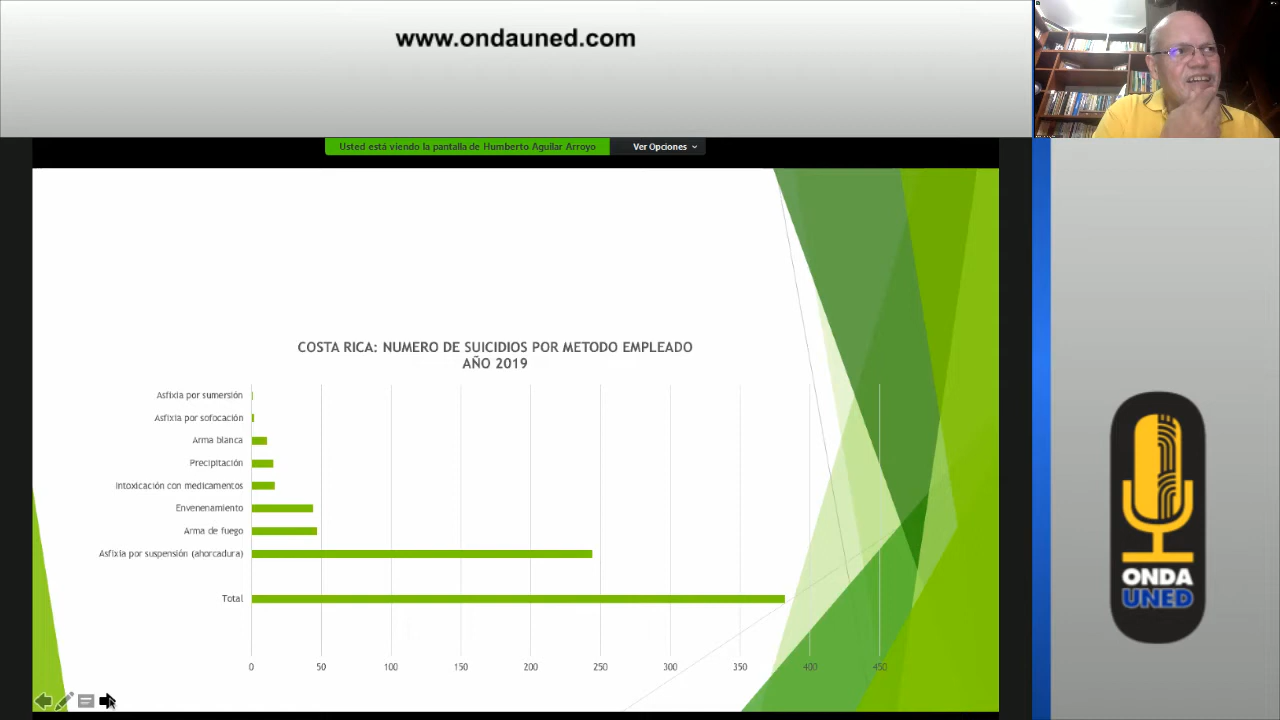 www.ondauned.com
Usted está viendo la pantalla de Humberto Aguilar Arroyo
Ver Opciones
COSTA RICA: NUMERO DE SUICIDIOS POR METODO EMPLEADO
AÑO 2019
Asfixia por sumersión
Asfixia por sofocación
Arma blanca
Precipitación
Intoxicación con medicamentos
Envenenamiento
Arma de fuego
Asfixia por suspensión (ahorcadura)
Total
0 50 100 150 200 250 300 350 400 450
ONDA
UNED